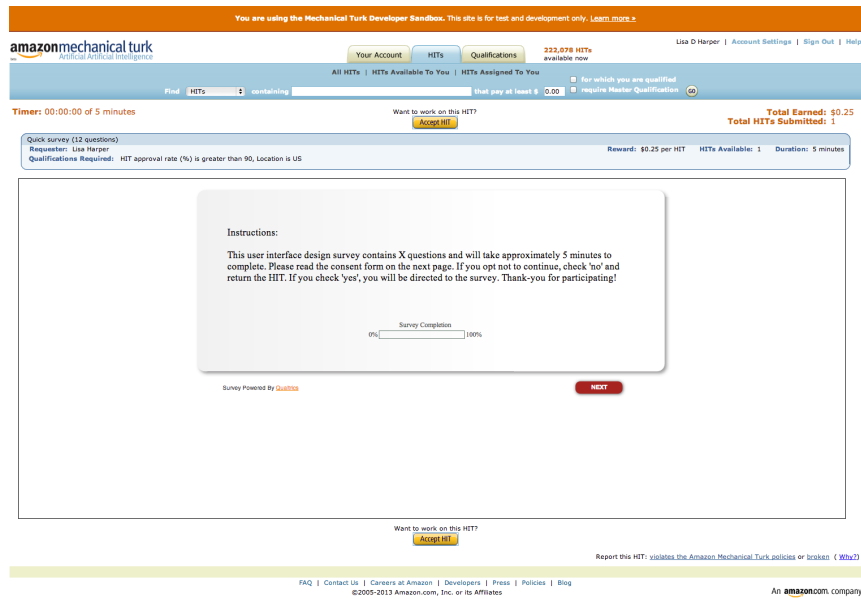 You are using the Mechanical Turk Developer Sandbox. This site is for test and development only. Learn more »
Lisa D Harper | Account Settings | Sign Out | Help
amazonmechanical turk
Artificial Artificial Intelligence
Your Account HITs Qualifications
222,078 HITs
available now
All HITs | HITs Available To You | HITs Assigned To You
for which you are qualified
Find HITs containing that pay at least $ 0.00 require Master Qualification GO
Timer: 00:00:00 of 5 minutes
Want to work on this HIT?
Accept HIT
Total Earned: $0.25
Total HITs Submitted: 1
Quick survey (12 questions)
Requester: Lisa Harper Reward: $0.25 per HIT HITs Available: 1 Duration: 5 minutes
Qualifications Required: HIT approval rate (%) is greater than 90, Location is US
Instructions:
This user interface design survey contains X questions and will take approximately 5 minutes to
complete. Please read the consent form on the next page. If you opt not to continue, check 'no' and
return the HIT. If you check 'yes', you will be directed to the survey. Thank-you for participating!
Survey Completion
0% 100%
Survey Powered By Qualtrics
NEXT
Want to work on this HIT?
Accept HIT
Report this HIT: violates the Amazon Mechanical Turk policies or broken ( Why?)
FAQ | Contact Us | Careers at Amazon | Developers | Press | Policies | Blog
©2005-2013 Amazon.com, Inc. or its Affiliates
An amazon.com. company